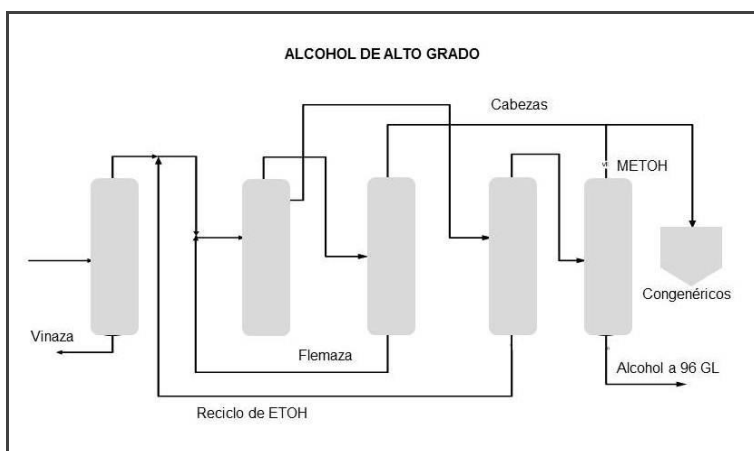 ALCOHOL DE ALTO GRADO
Cabezas
METOH
Congenéricos
Vinaza
Flemaza
Alcohol a 96 GL
Reciclo de ETOH